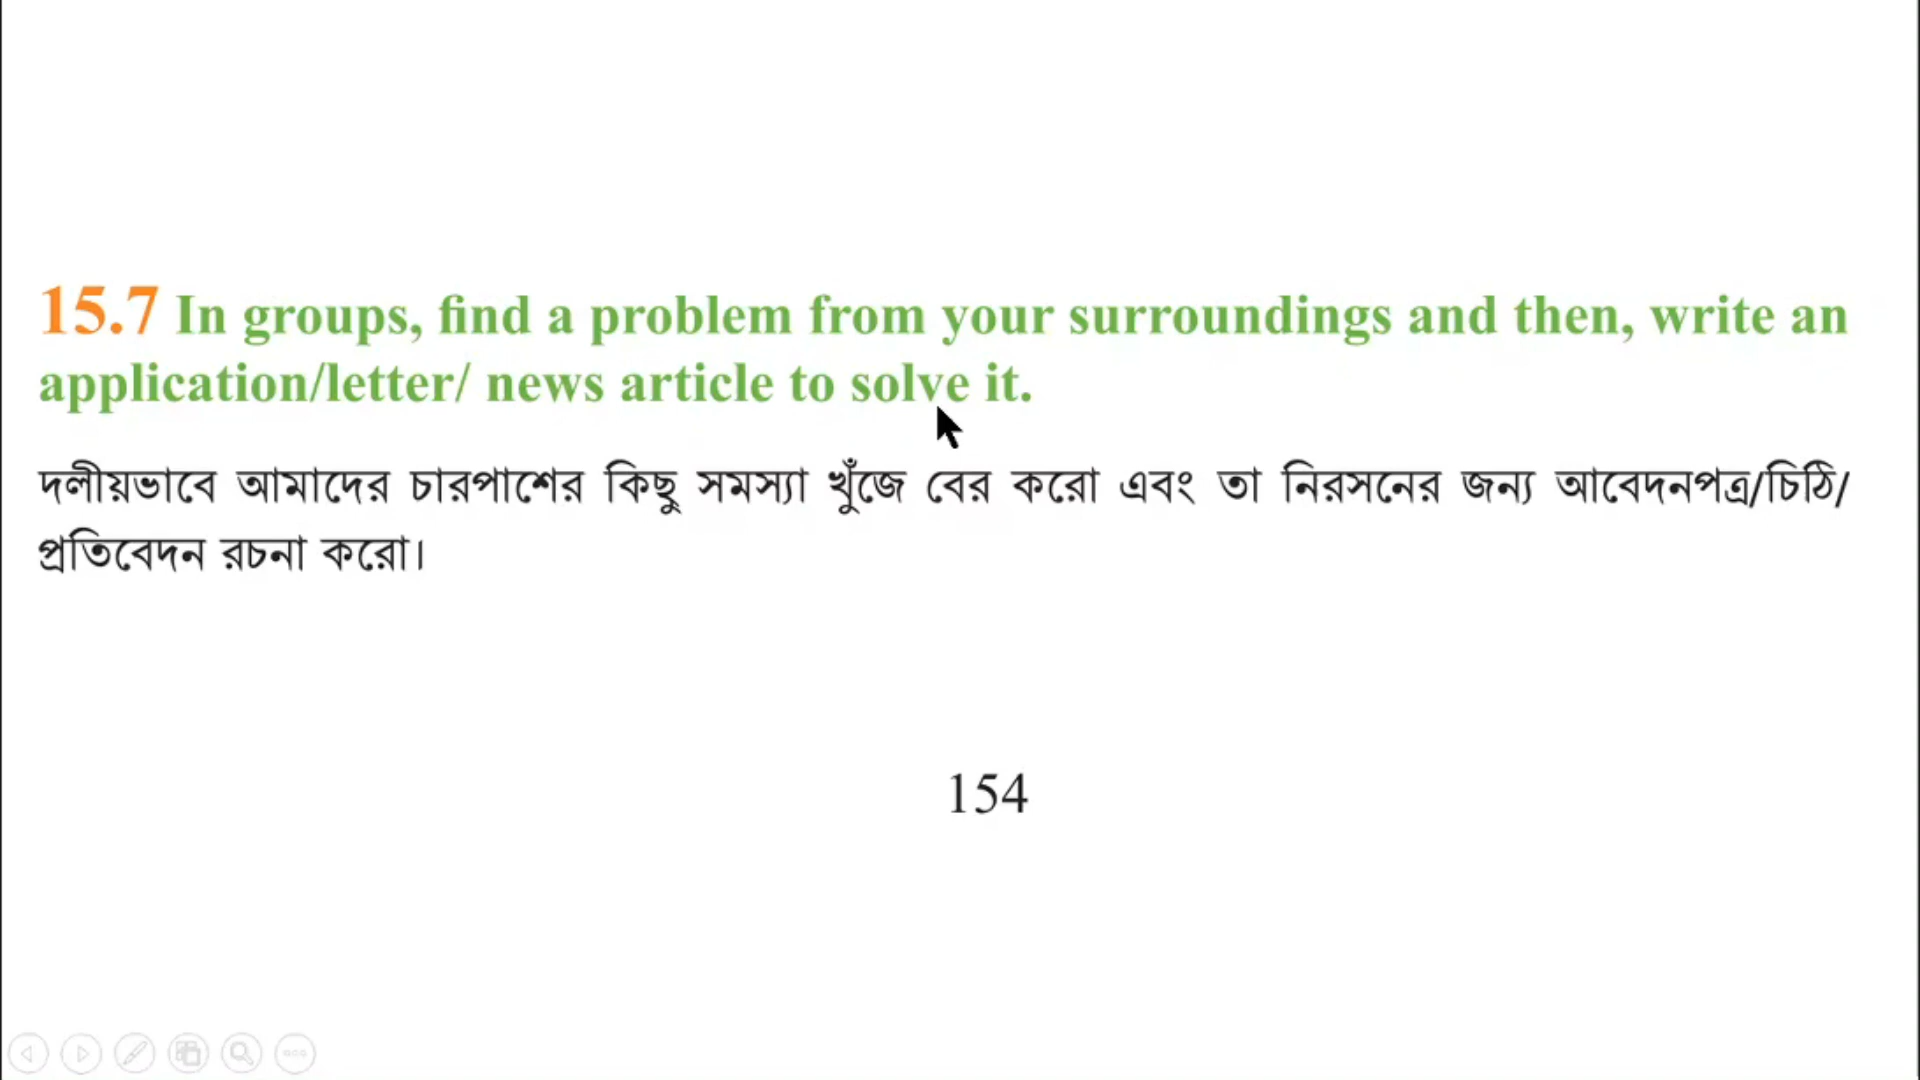 15.7 In groups, find a problem from your surroundings and then, write an
application/letter/ news article to solve it.
দলীয়ভাবে আমাদের চারপাশের কিছু সমস্যা খুঁজে বের করো এবং তা নিরসনের জন্য আবেদনপত্র/চিঠি/
প্রতিবেদন রচনা করো।
154